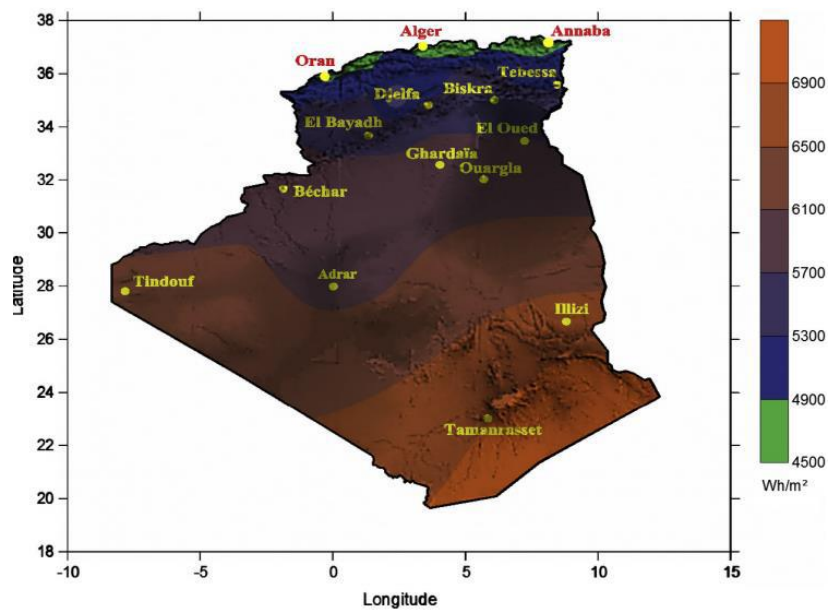 38
36
34
32
30
28
26
24
22
20
18
Latitude
-10
-5
0
5
10
15
Longitude
Alger
Annaba
Oran
Tebessa
Djelfa
Biskra
El Bayadh
El Oued
Ghardaïa
Ouargla
Béchar
Adrar
Tindouf
Illizi
Tamanrasset
6900
6500
6100
5700
5300
4900
4500
Wh/m²